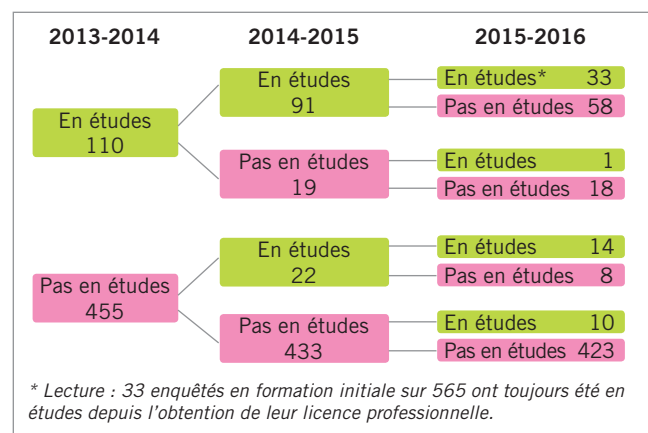 2013-2014 2014-2015 2015-2016
En études
110
En études
91
En études* 33
Pas en études 58
Pas en études
19
En études 1
Pas en études 18
Pas en études
455
En études
22
En études 14
Pas en études 8
Pas en études
433
En études 10
Pas en études 423
* Lecture : 33 enquêtés en formation initiale sur 565 ont toujours été en
études depuis l'obtention de leur licence professionnelle.